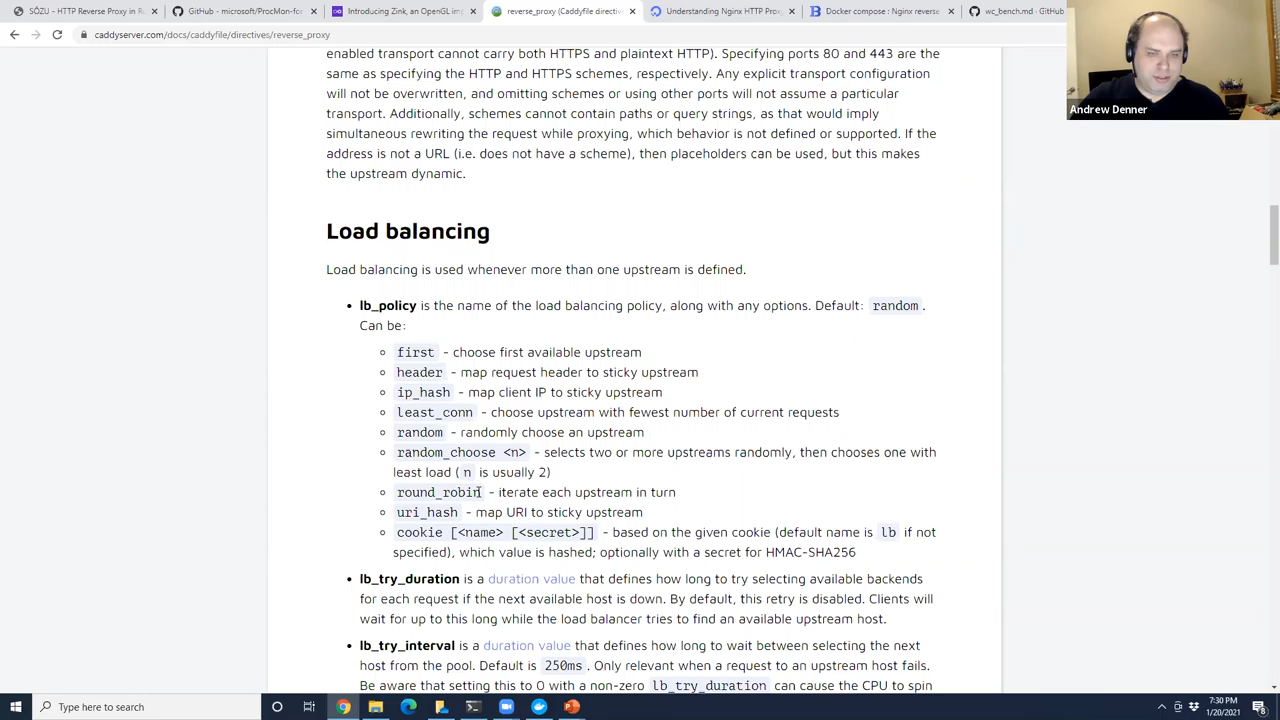 SŌZU - HTTP Reverse Proxy in R
GitHub - microsoft/ProcMon-for
Introducing Zink, an OpenGL im
reverse_proxy (Caddyfile directive
Understanding Nginx HTTP Proxy
Docker compose : Nginx reverse
wc_bench.md · GitHub
caddyserver.com/docs/caddyfile/directives/reverse_proxy
Andrew Denner
enabled transport cannot carry both HTTPS and plaintext HTTP). Specifying ports 80 and 443 are the
same as specifying the HTTP and HTTPS schemes, respectively. Any explicit transport configuration
will not be overwritten, and omitting schemes or using other ports will not assume a particular
transport. Additionally, schemes cannot contain paths or query strings, as that would imply
simultaneous rewriting the request while proxying, which behavior is not defined or supported. If the
address is not a URL (i.e. does not have a scheme), then placeholders can be used, but this makes
the upstream dynamic.
Load balancing
Load balancing is used whenever more than one upstream is defined.
lb_policy is the name of the load balancing policy, along with any options. Default: random.
Can be:
first - choose first available upstream
header - map request header to sticky upstream
ip_hash - map client IP to sticky upstream
least_conn - choose upstream with fewest number of current requests
random - randomly choose an upstream
random_choose <n> - selects two or more upstreams randomly, then chooses one with
least load ( n is usually 2)
round_robin - iterate each upstream in turn
uri_hash - map URI to sticky upstream
cookie [<name> [<secret>]] - based on the given cookie (default name is lb if not
specified), which value is hashed; optionally with a secret for HMAC-SHA256
lb_try_duration is a duration value that defines how long to try selecting available backends
for each request if the next available host is down. By default, this retry is disabled. Clients will
wait for up to this long while the load balancer tries to find an available upstream host.
lb_try_interval is a duration value that defines how long to wait between selecting the next
host from the pool. Default is 250ms. Only relevant when a request to an upstream host fails.
Be aware that setting this to 0 with a non-zero lb_try_duration can cause the CPU to spin
Type here to search
7:30 PM
1/20/2021
8